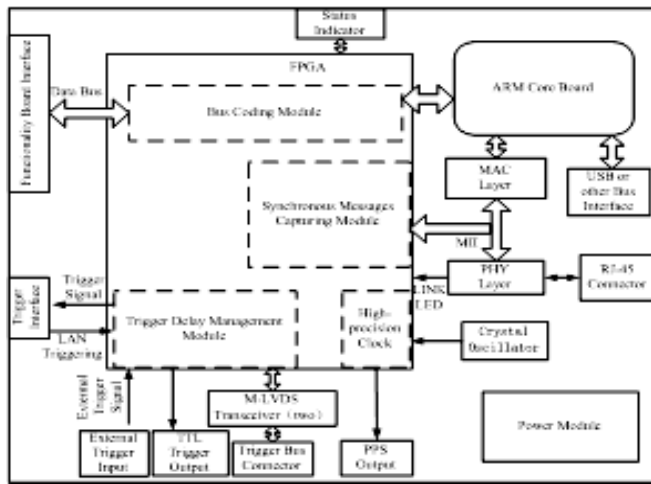 Status
Indicator
FPGA
Functionality Board Interface
Data Bus
Bus Coding Module
ARM Core Board
MAC
Layer
USB or
other Bus
Interface
Synchronous Messages
Capturing Module
MII
PHY
Layer
RJ-45
Connector
LINK
LED
Trigger
Interface
Trigger
Signal
LAN
Triggering
Trigger Delay Management
Module
High-
precision
Clock
Crystal
Oscillator
External
Trigger
Signal
M-LVDS
Transceiver (two)
External
Trigger
Input
TTL
Trigger
Output
Trigger Bus
Connector
PPS
Output
Power Module